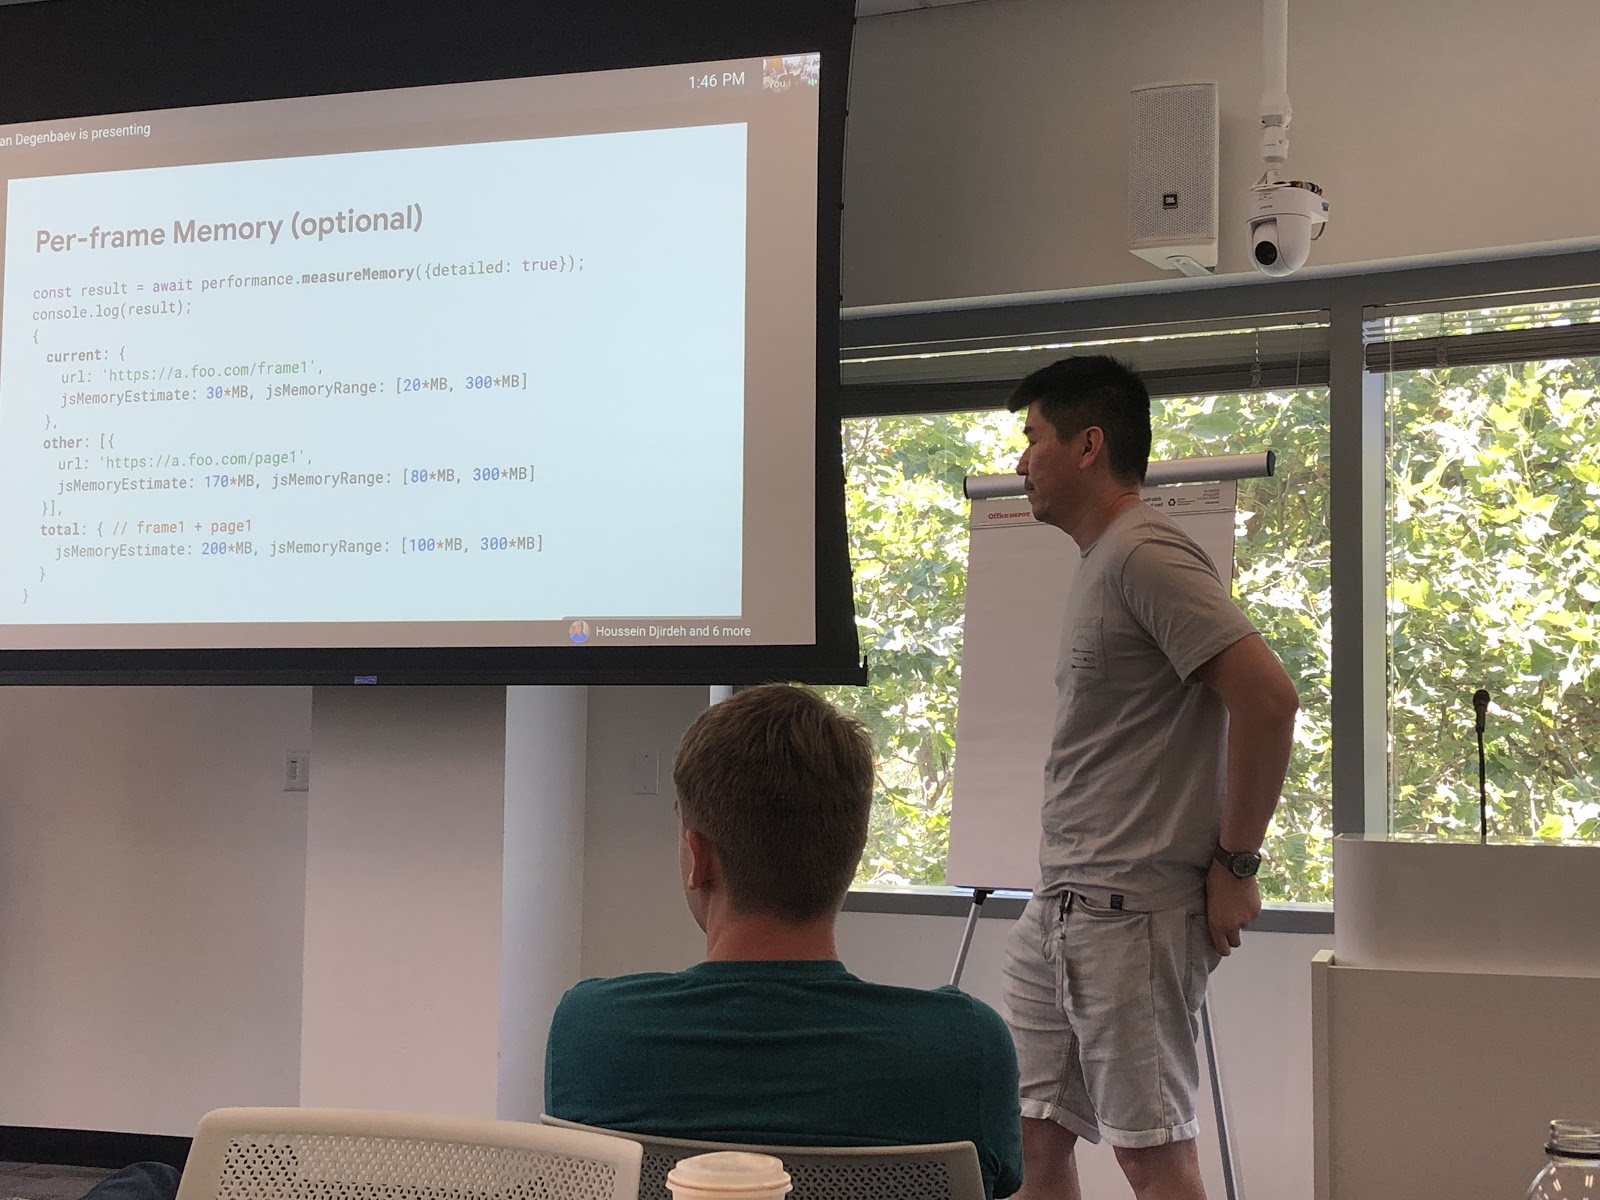 1:46 PM
You
an Degenbaev is presenting
Per-frame Memory (optional)
const result = await performance.measureMemory({detailed: true});
console.log(result);
{
current: {
url: 'https://a.foo.com/frame1',
jsMemoryEstimate: 30*MB, jsMemoryRange: [20*MB, 300*MB]
},
other: [{
url: 'https://a.foo.com/page1',
jsMemoryEstimate: 170*MB, jsMemoryRange: [80*MB, 300*MB]
}],
total: { // frame1 + page1
jsMemoryEstimate: 200*MB, jsMemoryRange: [100*MB, 300*MB]
}
}
Houssein Djirdeh and 6 more
JBL
Office DEPOT